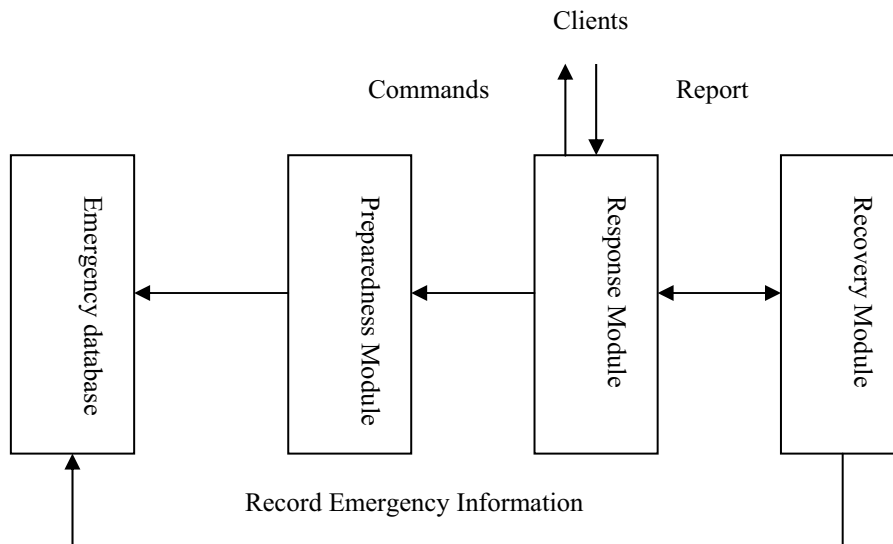 Clients
Commands
Report
Emergency database
Preparedness Module
Response Module
Recovery Module
Record Emergency Information